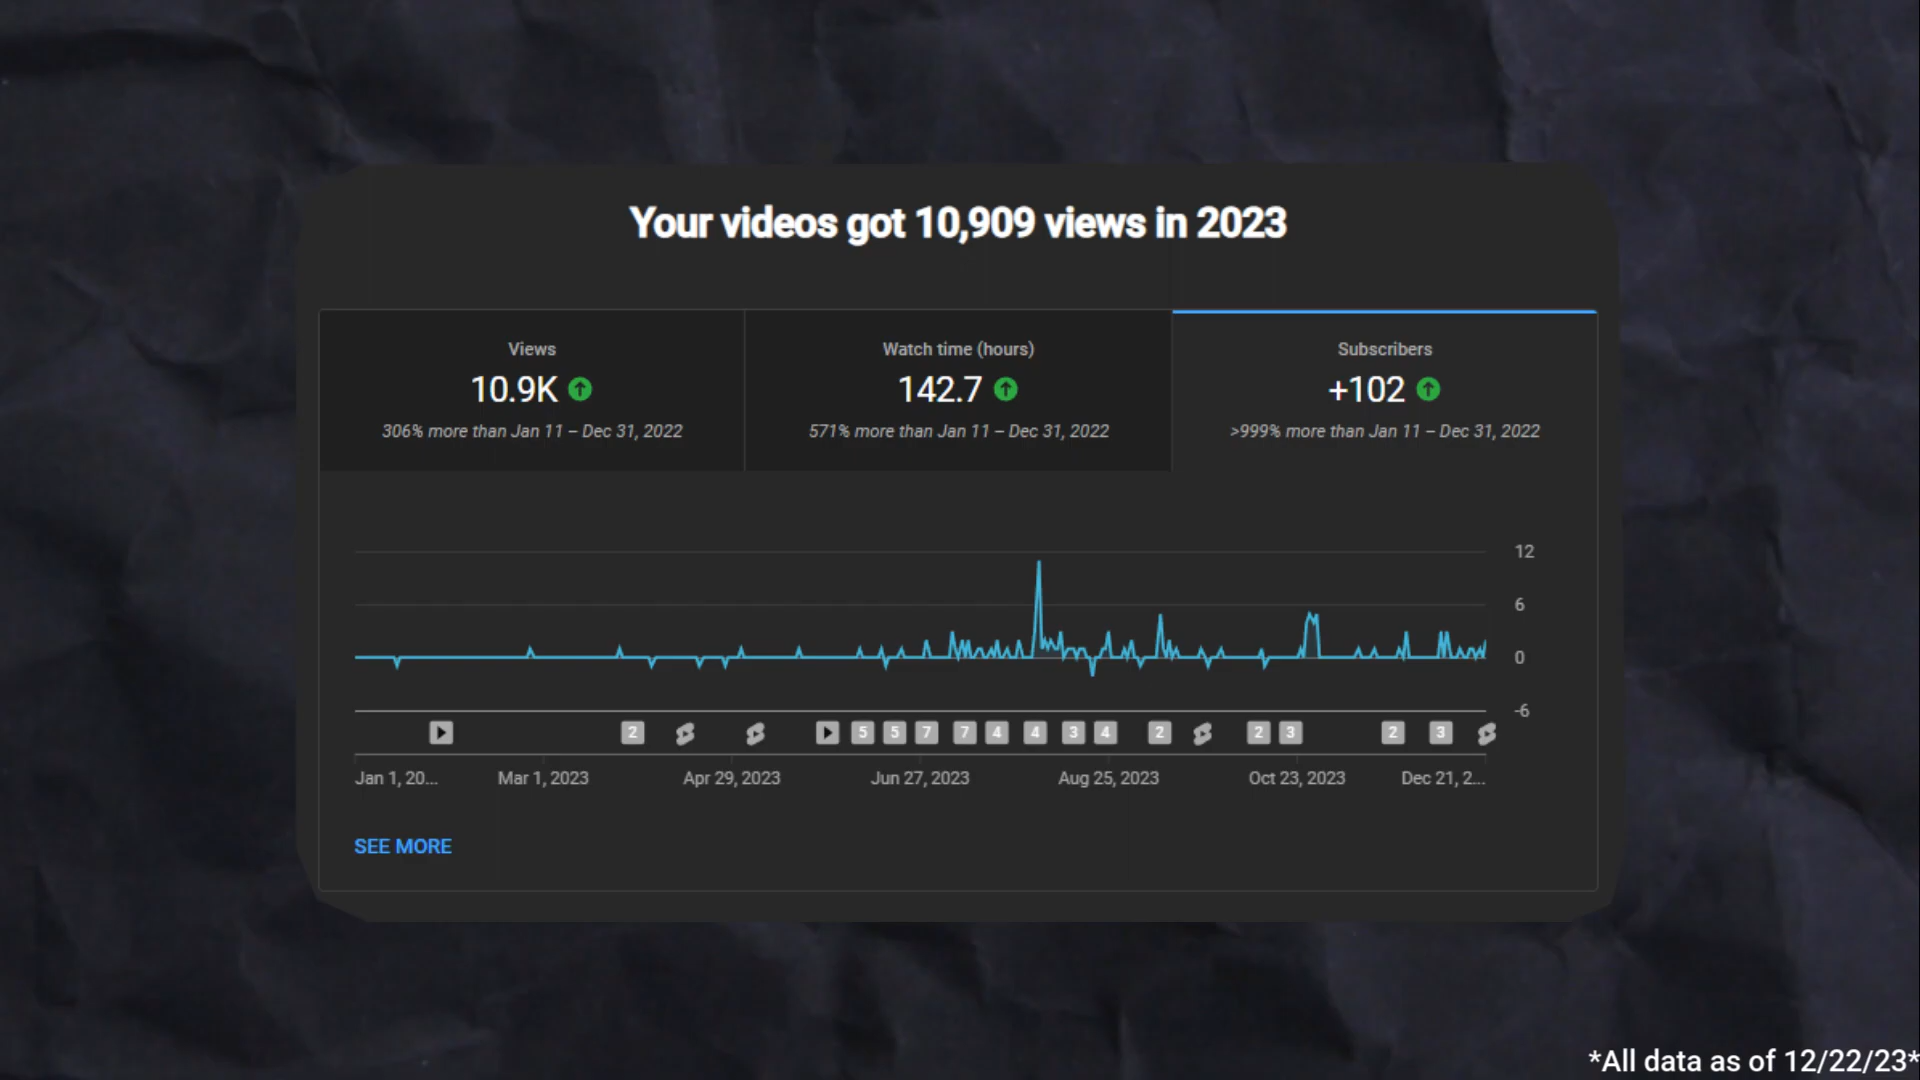 Your videos got 10,909 views in 2023
Views
10.9K
306% more than Jan 11 – Dec 31, 2022
Watch time (hours)
142.7
571% more than Jan 11 – Dec 31, 2022
Subscribers
+102
>999% more than Jan 11 – Dec 31, 2022
12
6
0
-6
2 5 5 7 7 4 4 3 4 2 2 3 2 3
Jan 1, 20... Mar 1, 2023 Apr 29, 2023 Jun 27, 2023 Aug 25, 2023 Oct 23, 2023 Dec 21, 2...
SEE MORE
*All data as of 12/22/23*